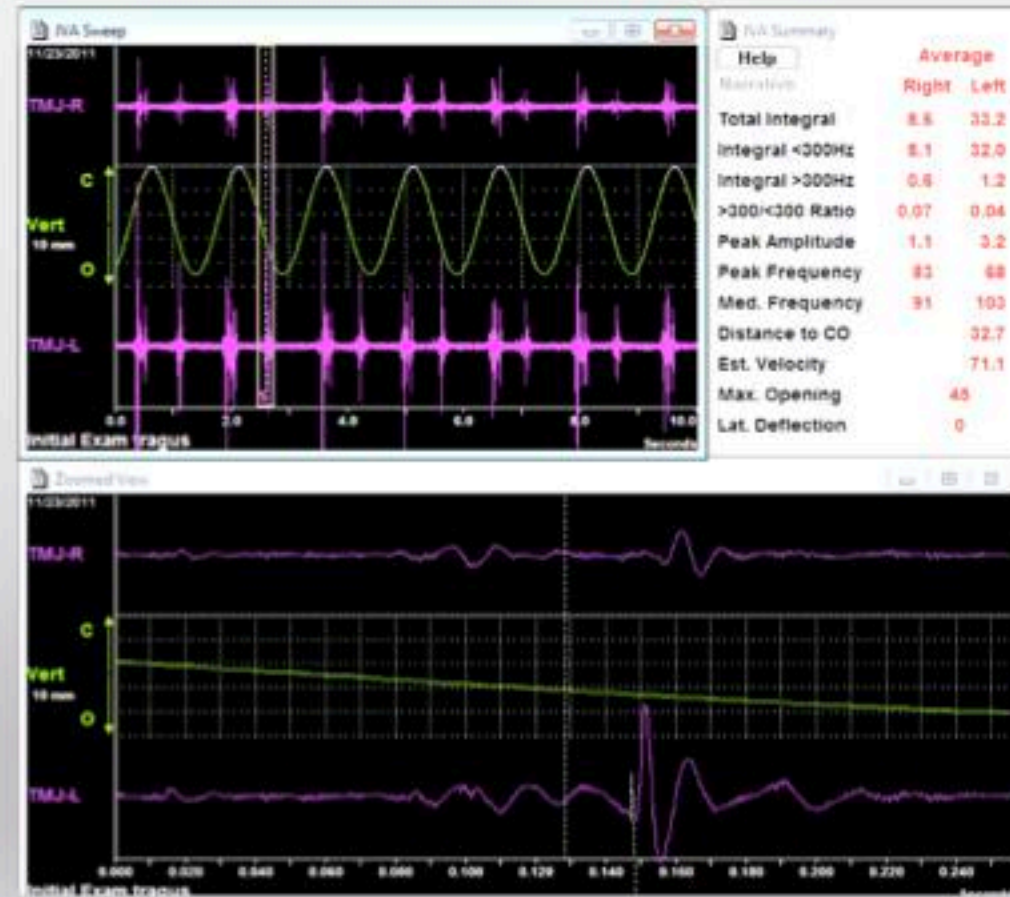 JVA Sweep
11/23/2011
TMJ-R
C
Vert
10 mm
O
TMJ-L
0.0 2.0 4.0 6.0 8.0 10.0
Initial Exam tragus
Seconds
JVA Summary
Help
Average
Narrative
Right Left
Total Integral 8.6 33.2
Integral <300Hz 8.1 32.0
Integral >300Hz 0.6 1.2
>300/<300 Ratio 0.07 0.04
Peak Amplitude 1.1 3.2
Peak Frequency 83 68
Med. Frequency 91 103
Distance to CO 32.7
Est. Velocity 71.1
Max. Opening 45
Lat. Deflection 0
Zoomed View
11/23/2011
TMJ-R
C
Vert
10 mm
O
TMJ-L
0.000 0.020 0.040 0.060 0.080 0.100 0.120 0.140 0.160 0.180 0.200 0.220 0.240
Initial Exam tragus
Seconds